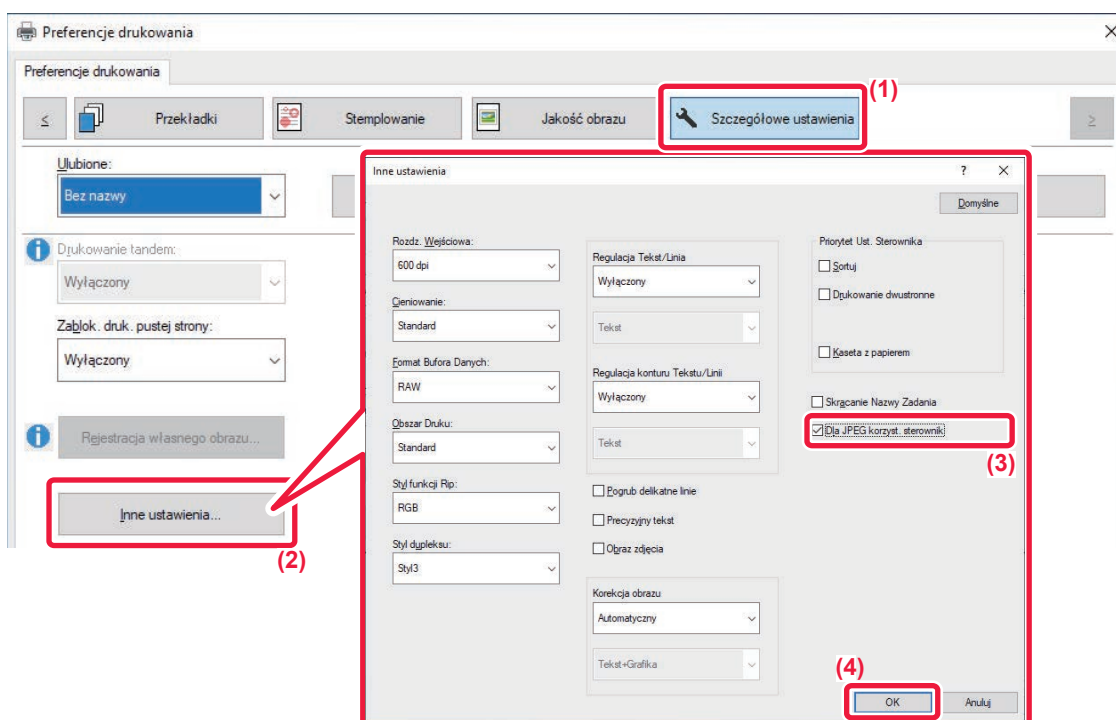 Preferencje drukowania
Preferencje drukowania
(1)
<
Przekładki
Stemplowanie
Jakość obrazu
Szczegółowe ustawienia
>
Ulubione:
Bez nazwy
Drukowanie tandem:
Wyłączony
Zablok. druk. pustej strony:
Wyłączony
Rejestracja własnego obrazu...
Inne ustawienia...
(2)
Inne ustawienia
?
Domyślne
Rozdz. Wejściowa:
600 dpi
Cieniowanie:
Standard
Format Bufora Danych:
RAW
Obszar Druku:
Standard
Styl funkcji Rip:
RGB
Styl dupleksu:
Styl3
Regulacja Tekst/Linia
Wyłączony
Tekst
Regulacja konturu Tekstu/Linii
Wyłączony
Tekst
Pogrub delikatne linie
Precyzyjny tekst
Obraz zdjęcia
Korekcja obrazu
Automatyczny
Tekst+Grafika
Priorytet Ust. Sterownika
Sortuj
Drukowanie dwustronne
Kaseta z papierem
Skracanie Nazwy Zadania
Dla JPEG korzyst. sterownik
(3)
(4)
OK
Anuluj